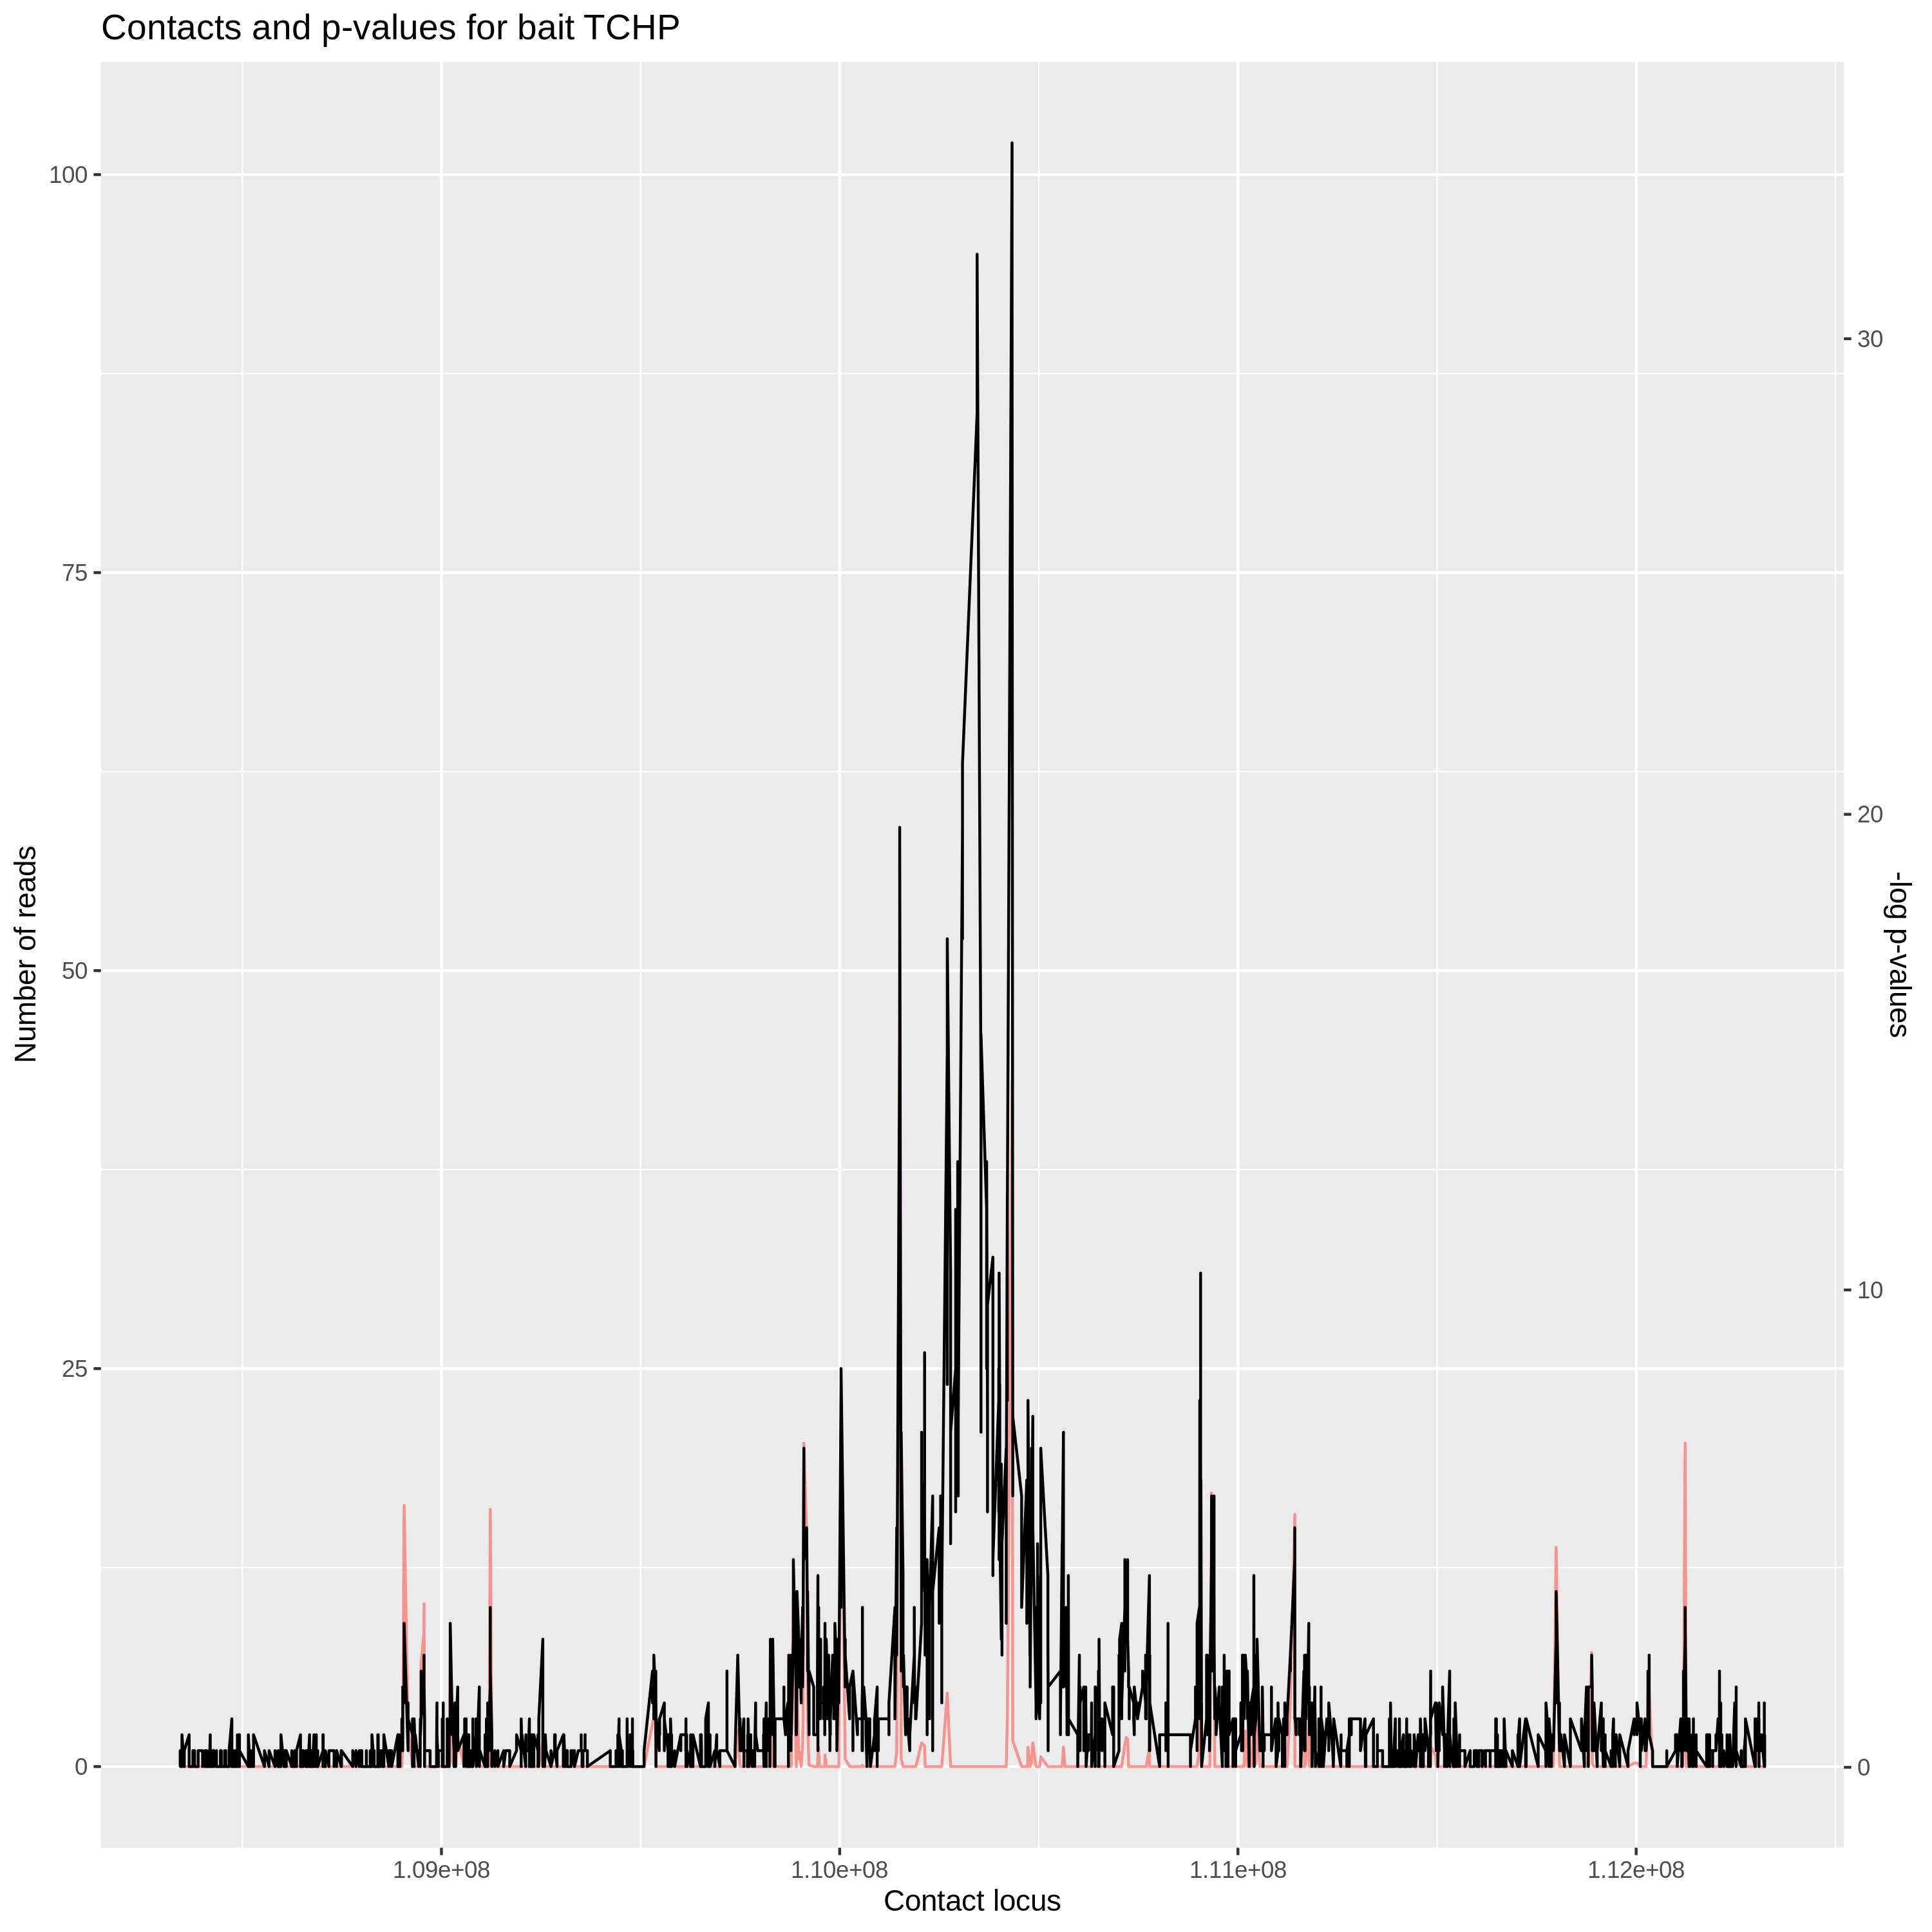 Contacts and p-values for bait TCHP
100
75
50
25
0
Number of reads
30
20
10
0
-log p-values
1.09e+08
1.10e+08
1.11e+08
1.12e+08
Contact locus